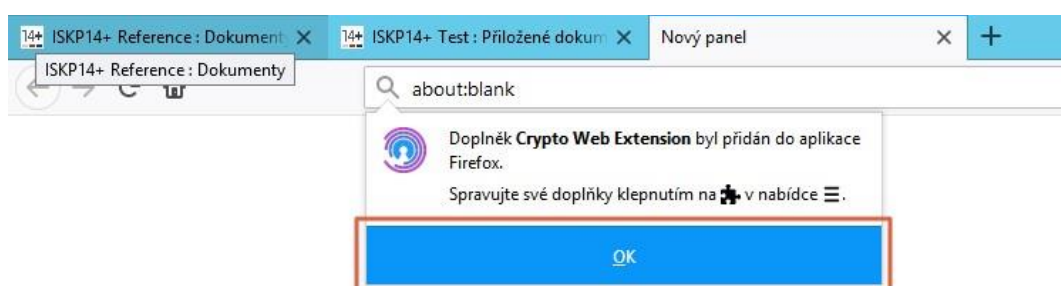 14+ ISKP14+ Reference : Dokument
14+ ISKP14+ Test : Přiložené dokum
Nový panel
ISKP14+ Reference : Dokumenty
about:blank
Doplněk Crypto Web Extension byl přidán do aplikace
Firefox.
Spravujte své doplňky klepnutím na v nabídce .
OK